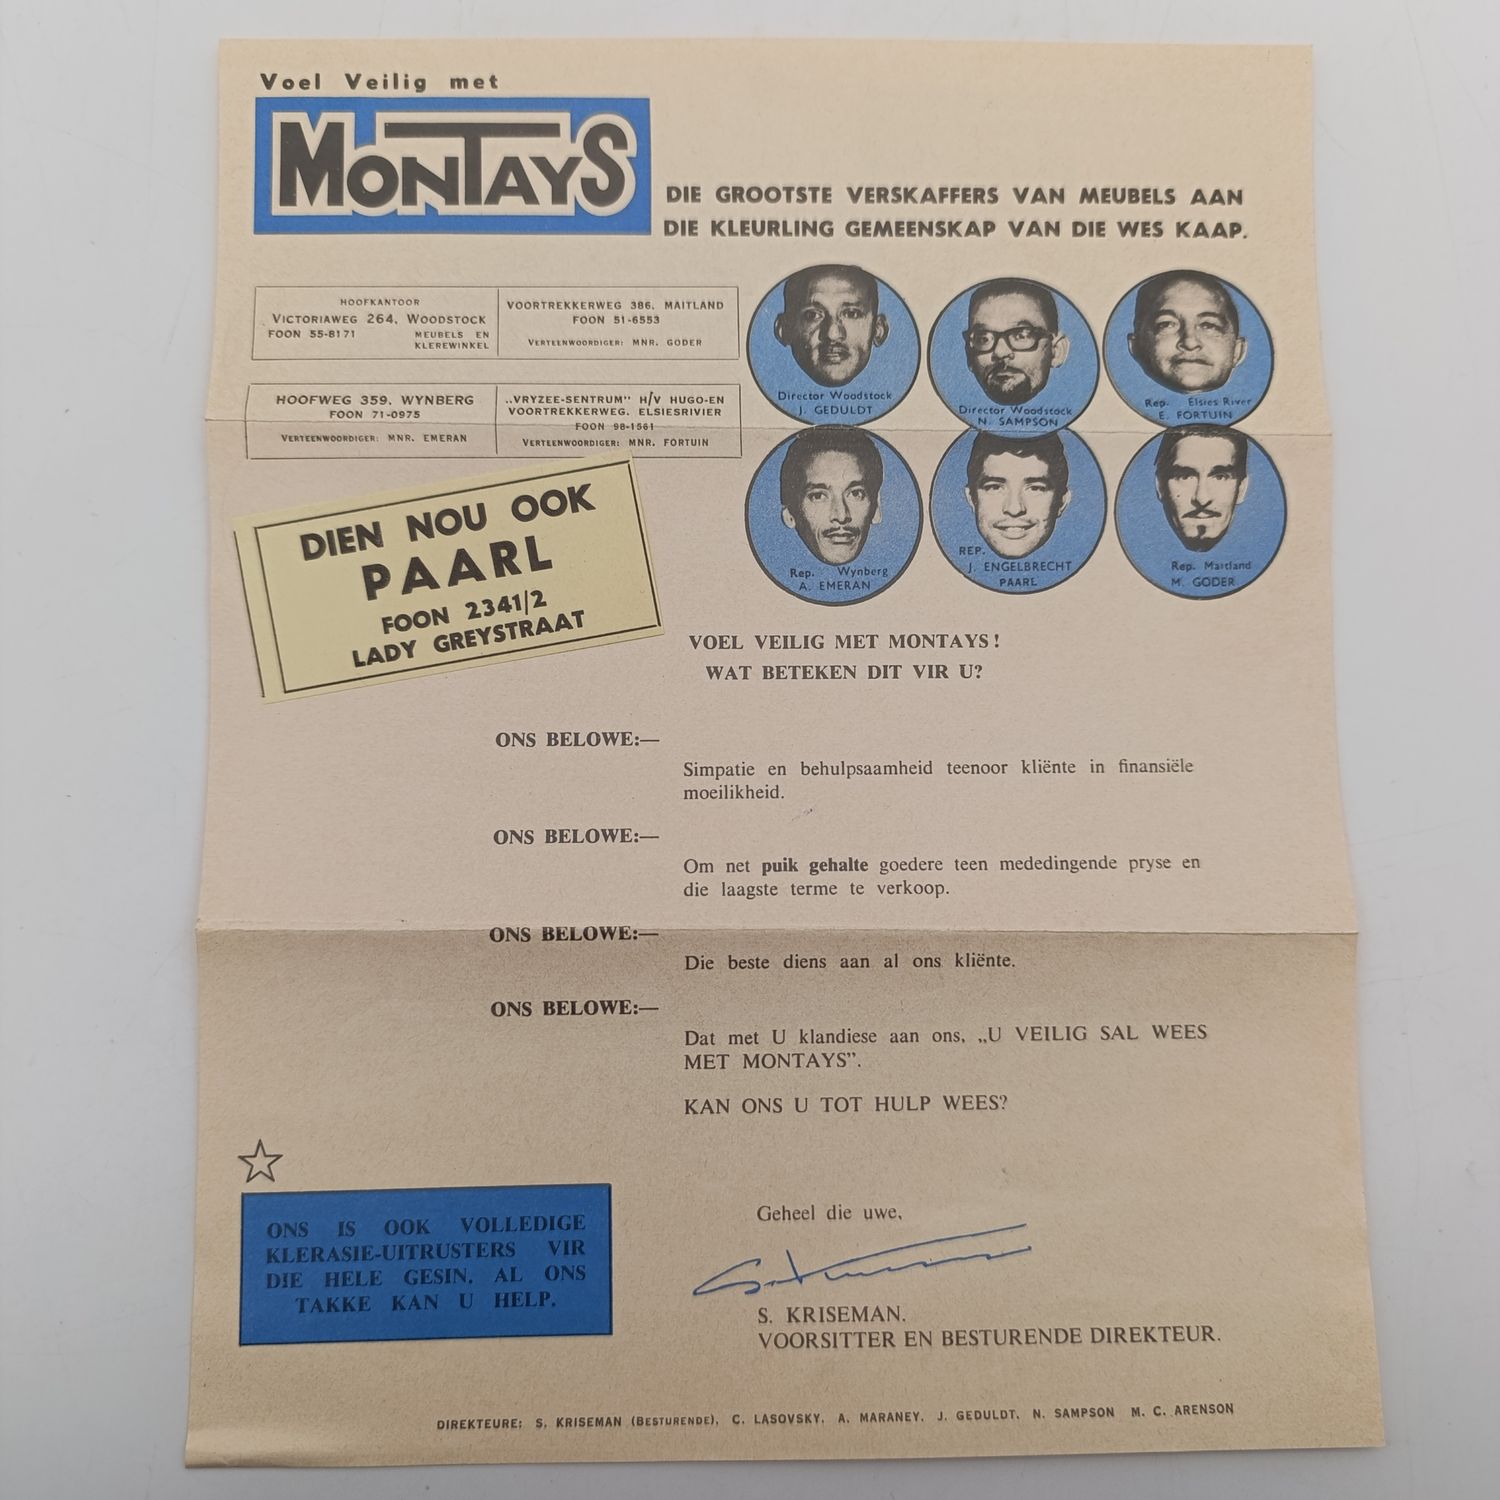 Voel Veilig met
MONTAYS
DIE GROOTSTE VERSKAFFERS VAN MEUBELS AAN
DIE KLEURLING GEMEENSKAP VAN DIE WES KAAP.
HOOFKANTOOR
VICTORIAWEG 264, WOODSTOCK
FOON 55-8171 MEUBELS EN
KLEREWINKEL
VOORTREKKERWEG 386, MAITLAND
FOON 51-6553
VERTEENWOORDIGER: MNR. GODER
HOOFWEG 359, WYNBERG
FOON 71-0975
VERTEENWOORDIGER: MNR. EMERAN
„VRYZEE-SENTRUM” H/V HUGO-EN
VOORTREKKERWEG, ELSIESRIVIER
FOON 98-1561
VERTEENWOORDIGER: MNR. FORTUIN
Director Woodstock
J. GEDULDT
Director Woodstock
N. SAMPSON
Rep. Elsies River
E. FORTUIN
Rep. Wynberg
A. EMERAN
REP.
J. ENGELBRECHT
PAARL
Rep. Maitland
M. GODER
DIEN NOU OOK
PAARL
FOON 2341/2
LADY GREYSTRAAT
VOEL VEILIG MET MONTAYS!
WAT BETEKEN DIT VIR U?
ONS BELOWE:—
Simpatie en behulpsaamheid teenoor kliënte in finansiële
moeilikheid.
ONS BELOWE:—
Om net puik gehalte goedere teen mededingende pryse en
die laagste terme te verkoop.
ONS BELOWE:—
Die beste diens aan al ons kliënte.
ONS BELOWE:—
Dat met U klandiese aan ons, „U VEILIG SAL WEES
MET MONTAYS”.
KAN ONS U TOT HULP WEES?
ONS IS OOK VOLLEDIGE
KLERASIE-UITRUSTERS VIR
DIE HELE GESIN. AL ONS
TAKKE KAN U HELP.
Geheel die uwe,
S. KRISEMAN.
VOORSITTER EN BESTURENDE DIREKTEUR.
DIREKTEURE: S. KRISEMAN (BESTURENDE), C. LASOVSKY, A. MARANEY, J. GEDULDT, N. SAMPSON M. C. ARENSON